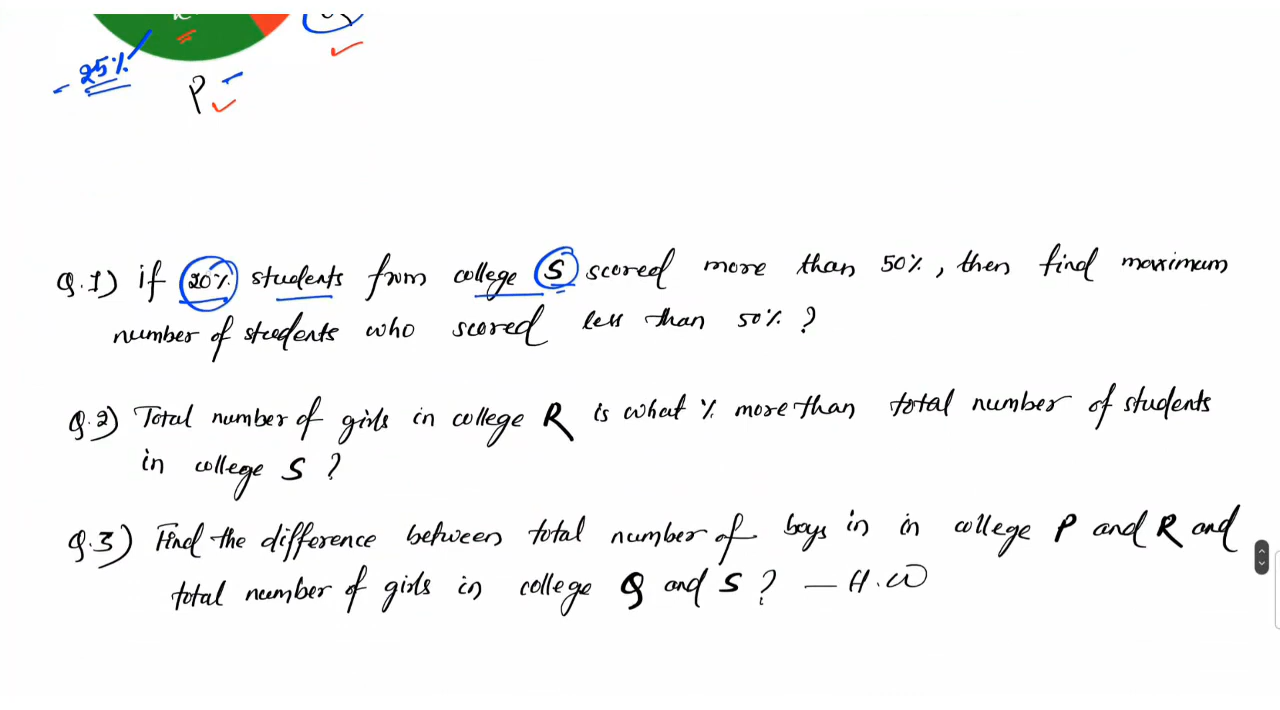 25%
P
Q.1) If 20% students from college S scored more than 50%, then find maximum
number of students who scored less than 50%?
Q.2) Total number of girls in college R is what % more than total number of students
in college S?
Q.3) Find the difference between total number of boys in in college P and R and
total number of girls in college Q and S? — H.W